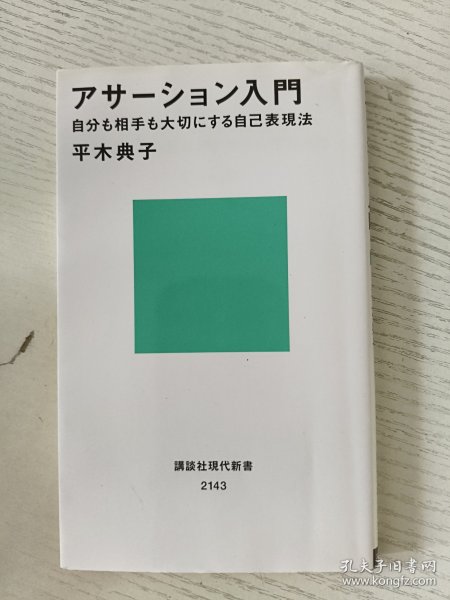 アサーション入門
自分も相手も大切にする自己表現法
平木典子
講談社現代新書
2143
孔夫子旧书网
www.kongfz.com